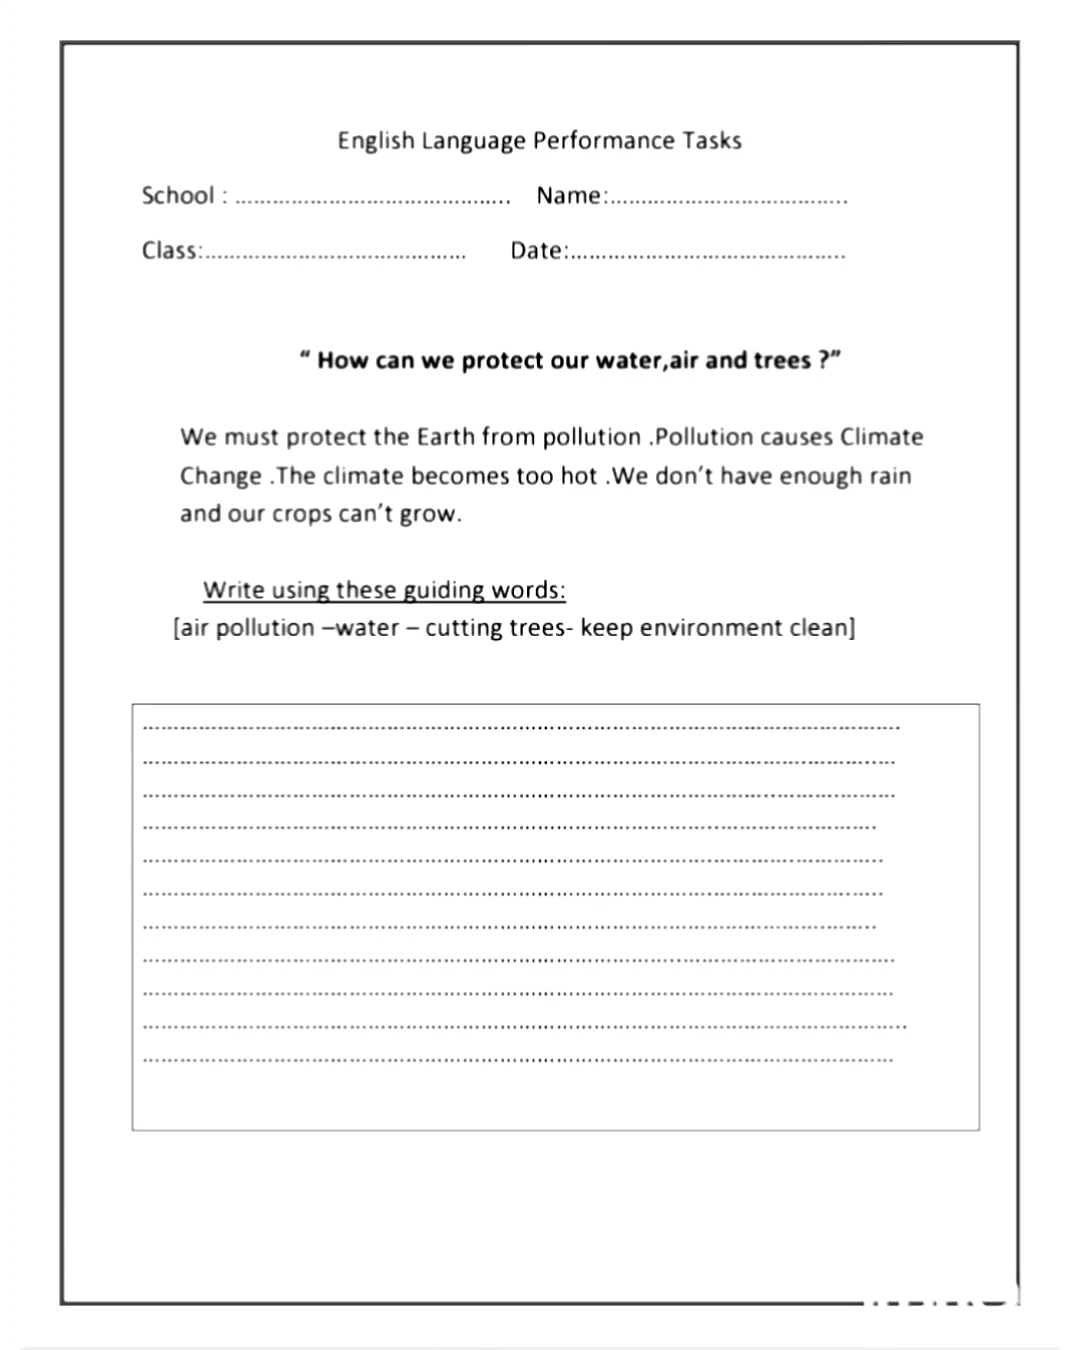 English Language Performance Tasks
School : ............................................ Name:......................................
Class:.......................................... Date:............................................
“ How can we protect our water,air and trees ?”
We must protect the Earth from pollution .Pollution causes Climate
Change .The climate becomes too hot .We don’t have enough rain
and our crops can’t grow.
Write using these guiding words:
[air pollution –water – cutting trees- keep environment clean]